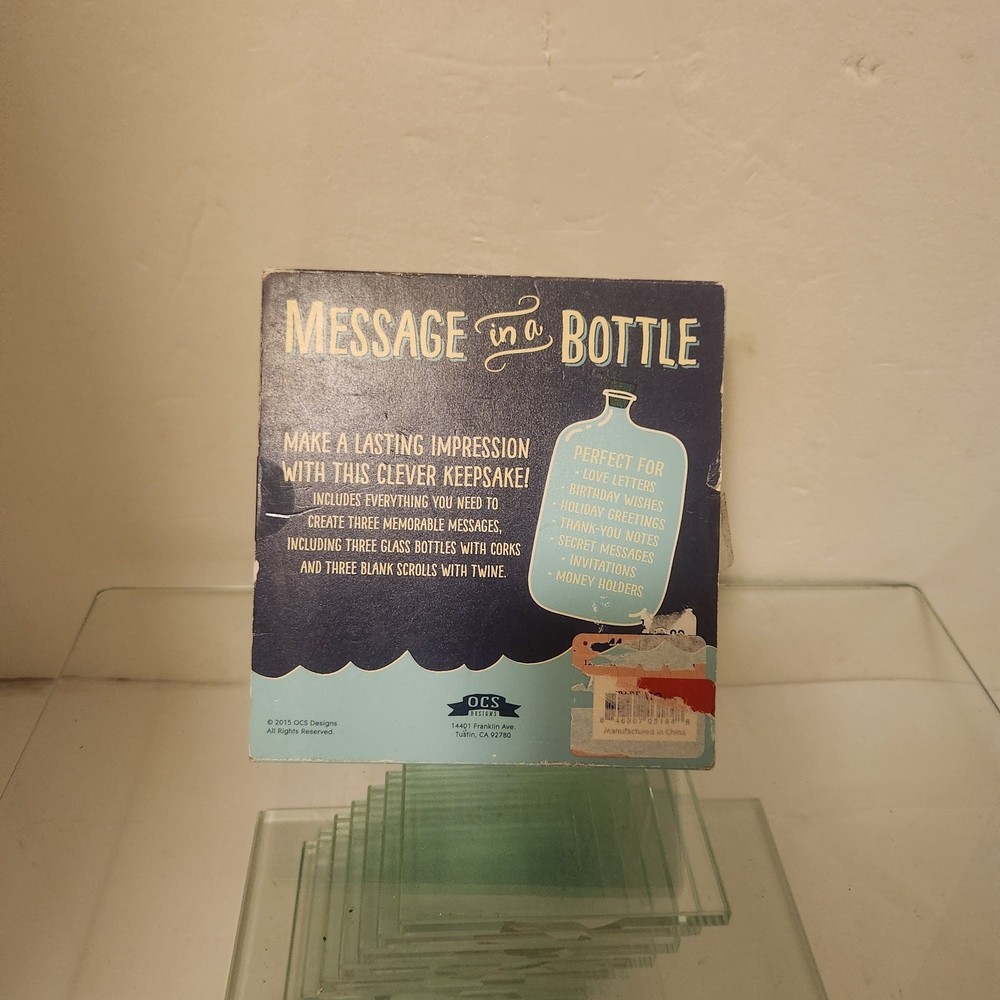 MESSAGE in a BOTTLE
MAKE A LASTING IMPRESSION
WITH THIS CLEVER KEEPSAKE!
INCLUDES EVERYTHING YOU NEED TO
CREATE THREE MEMORABLE MESSAGES,
INCLUDING THREE GLASS BOTTLES WITH CORKS
AND THREE BLANK SCROLLS WITH TWINE.
PERFECT FOR
• LOVE LETTERS
• BIRTHDAY WISHES
• HOLIDAY GREETINGS
• THANK-YOU NOTES
• SECRET MESSAGES
• INVITATIONS
• MONEY HOLDERS
© 2015 OCS Designs
All Rights Reserved.
OCS
DESIGNS
14401 Franklin Ave.
Tustin, CA 92780
Manufactured in China